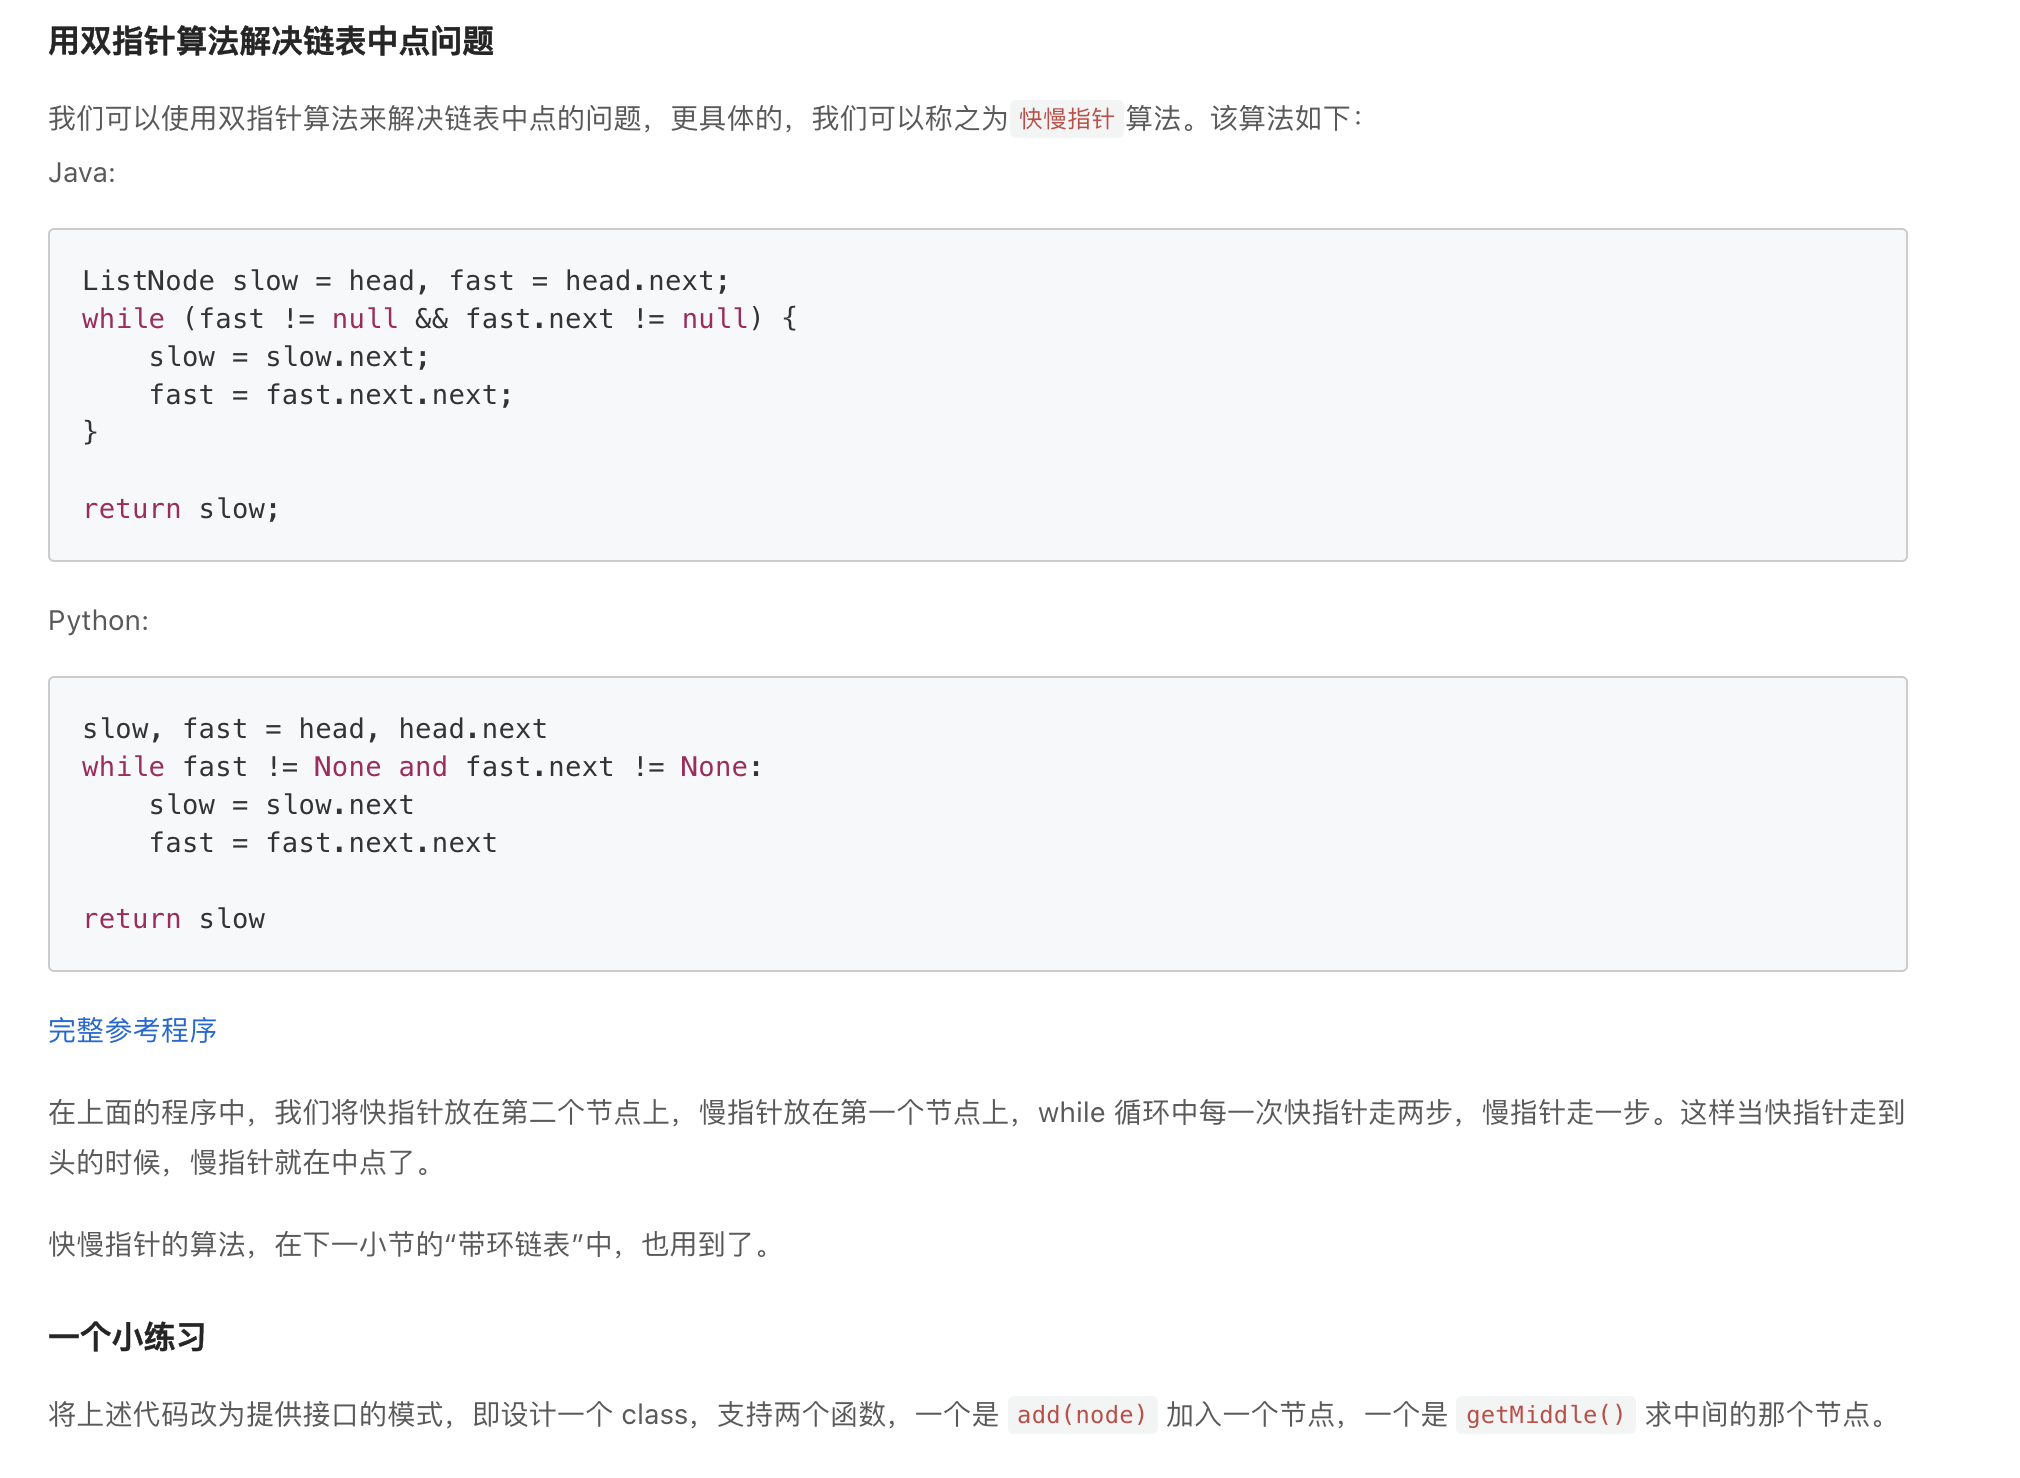 用双指针算法解决链表中点问题
我们可以使用双指针算法来解决链表中点的问题，更具体的，我们可以称之为 快慢指针 算法。该算法如下：
Java:
ListNode slow = head, fast = head.next;
while (fast != null && fast.next != null) {
    slow = slow.next;
    fast = fast.next.next;
}
return slow;
Python:
slow, fast = head, head.next
while fast != None and fast.next != None:
    slow = slow.next
    fast = fast.next.next
return slow
完整参考程序
在上面的程序中，我们将快指针放在第二个节点上，慢指针放在第一个节点上，while 循环中每一次快指针走两步，慢指针走一步。这样当快指针走到
头的时候，慢指针就在中点了。
快慢指针的算法，在下一小节的“带环链表”中，也用到了。
一个小练习
将上述代码改为提供接口的模式，即设计一个 class，支持两个函数，一个是 add(node) 加入一个节点，一个是 getMiddle() 求中间的那个节点。